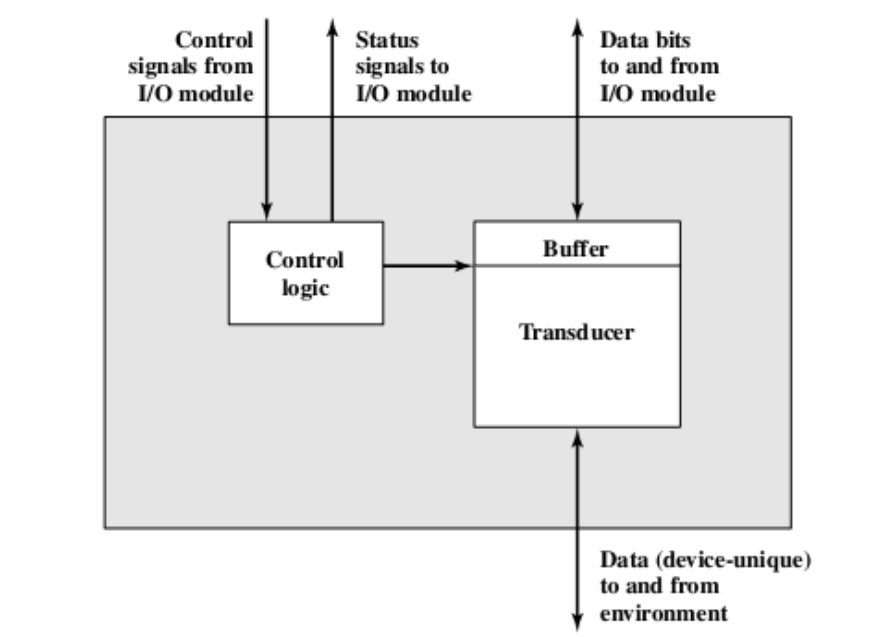 Control
signals from
I/O module
Status
signals to
I/O module
Data bits
to and from
I/O module
Control
logic
Buffer
Transducer
Data (device-unique)
to and from
environment